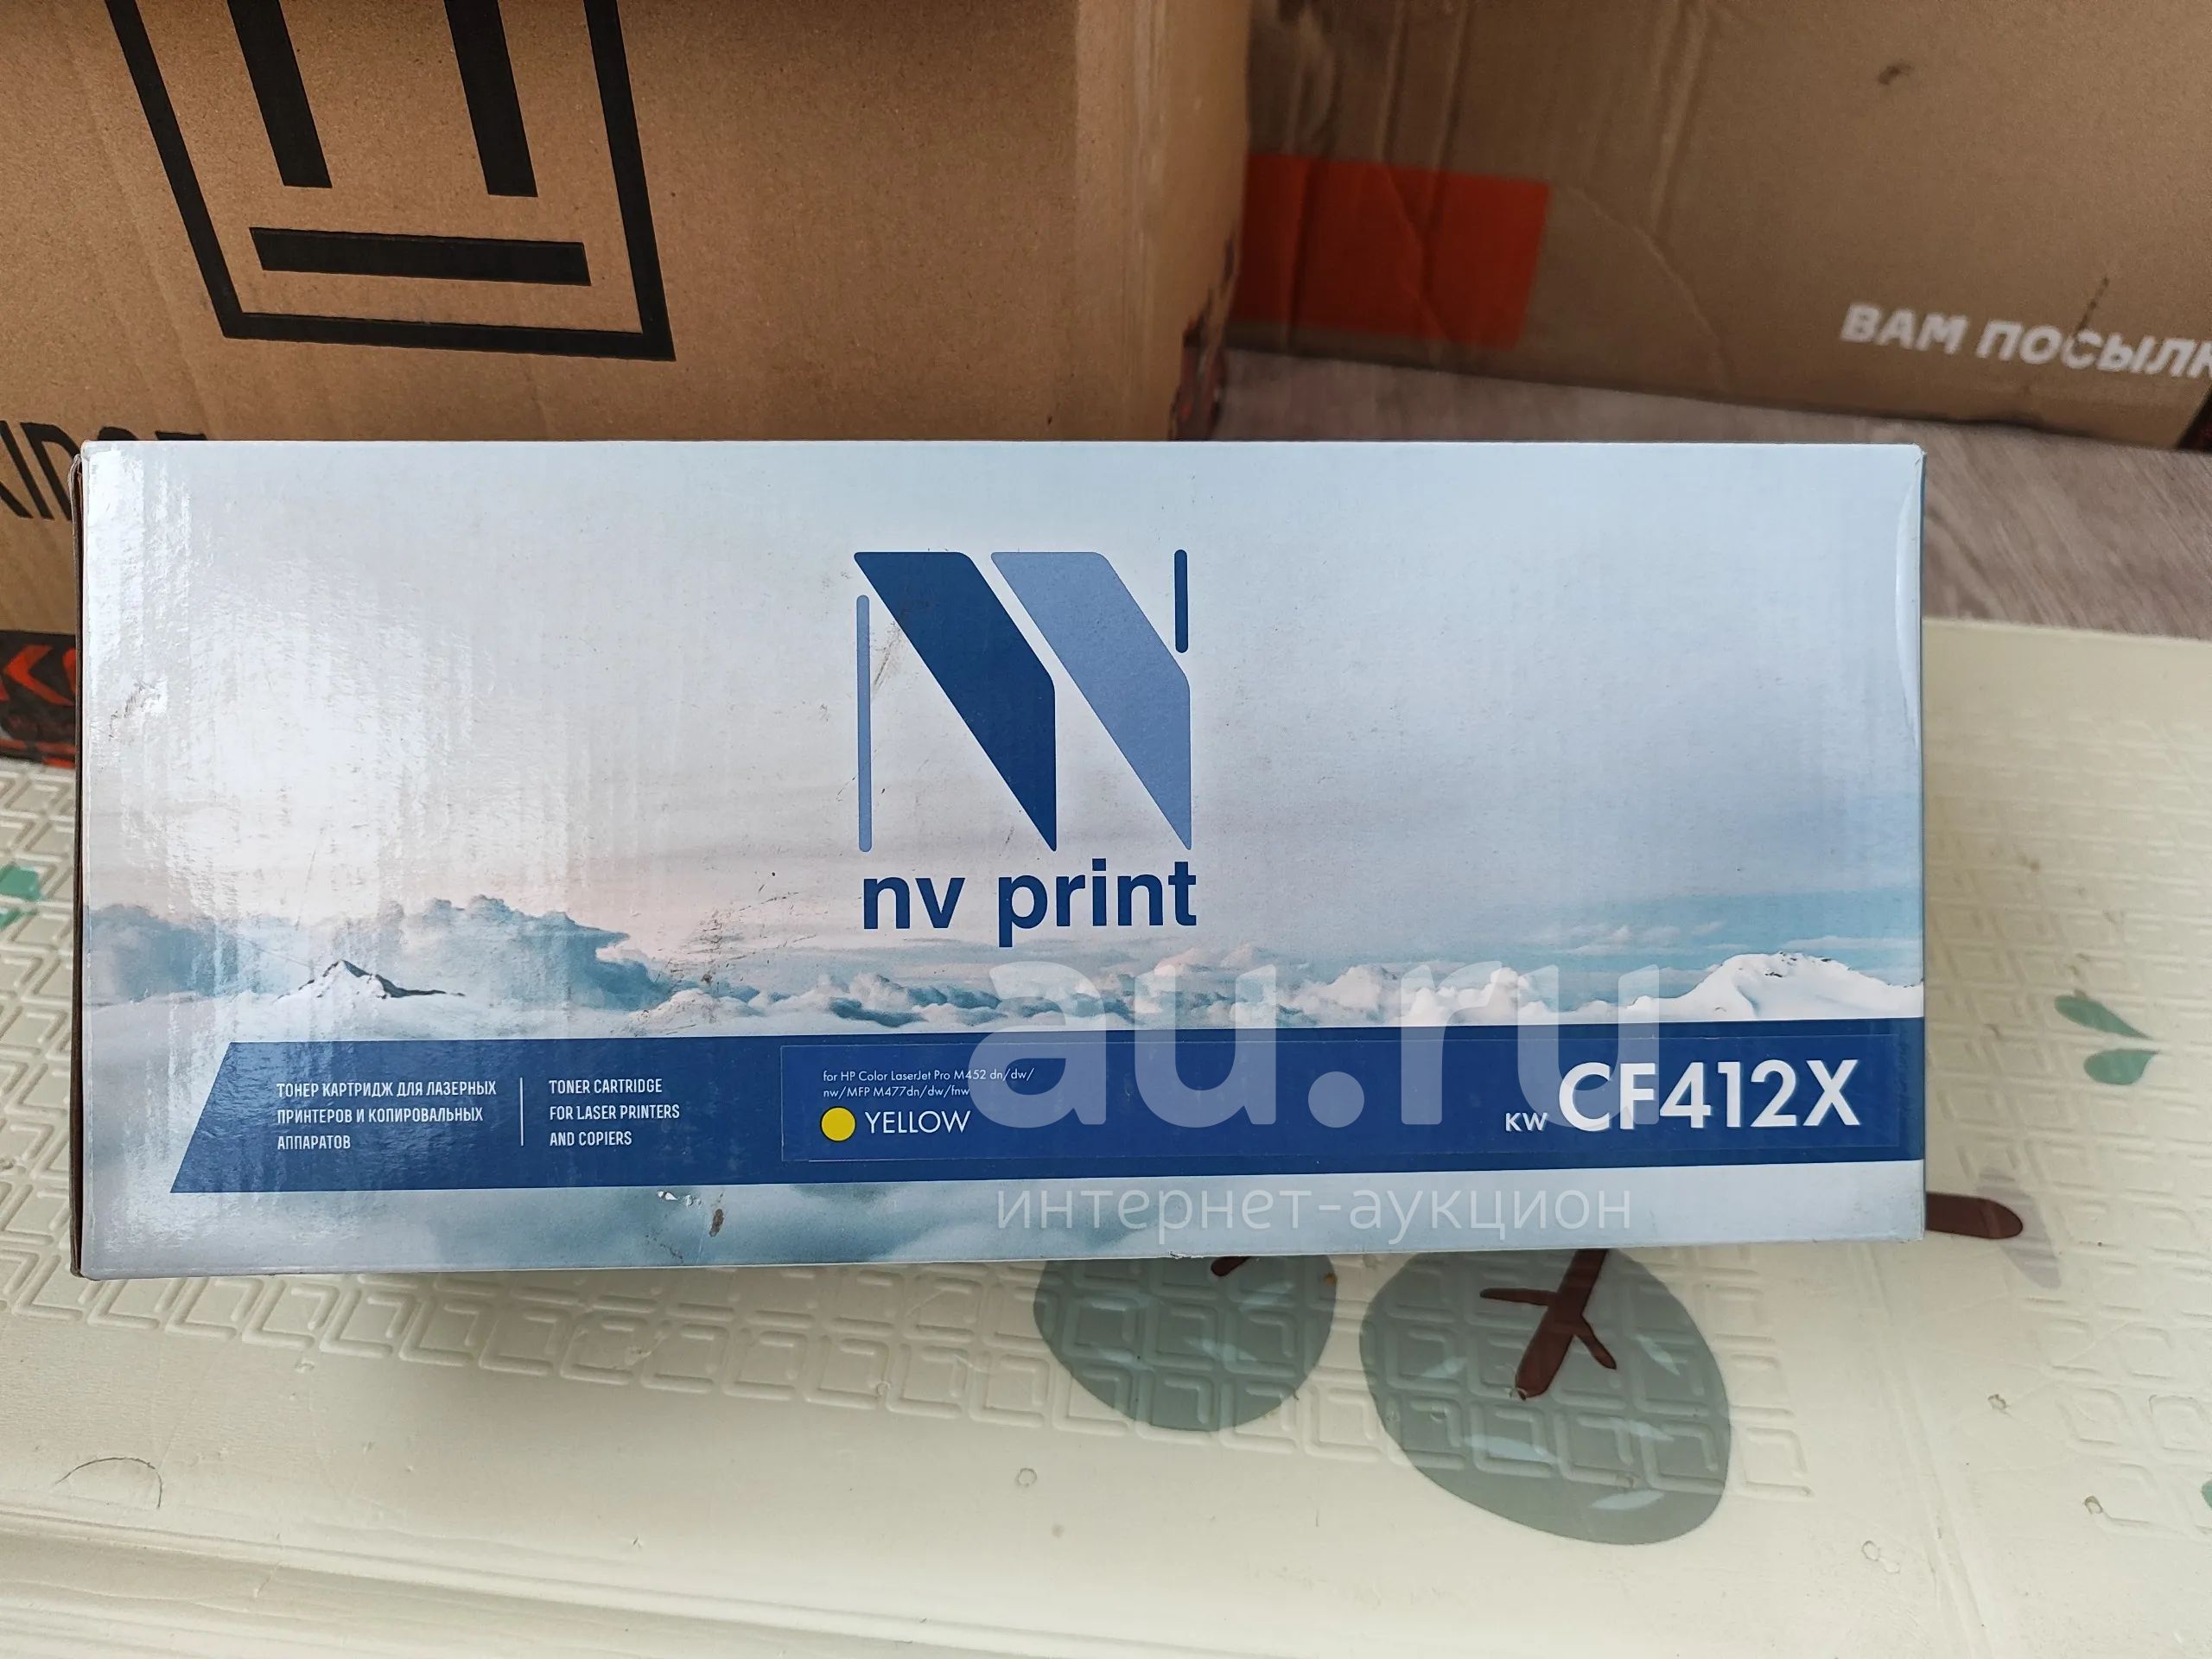 ВАМ ПОСЫЛК
nv print
au.ru
ТОНЕР КАРТРИДЖ ДЛЯ ЛАЗЕРНЫХ
ПРИНТЕРОВ И КОПИРОВАЛЬНЫХ
АППАРАТОВ
TONER CARTRIDGE
FOR LASER PRINTERS
AND COPIERS
for HP Color LaserJet Pro M452 dn/dw/
nw/MFP M477dn/dw/fnw
YELLOW
KW CF412X
интернет-аукцион